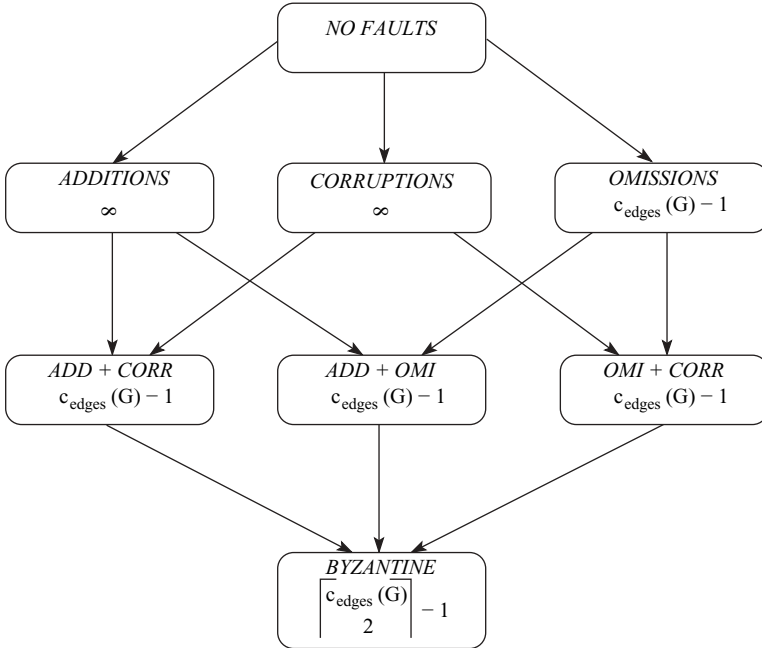 NO FAULTS
ADDITIONS
∞
CORRUPTIONS
∞
OMISSIONS
c_edges (G) − 1
ADD + CORR
c_edges (G) − 1
ADD + OMI
c_edges (G) − 1
OMI + CORR
c_edges (G) − 1
BYZANTINE
⌈c_edges (G)
2⌉ − 1